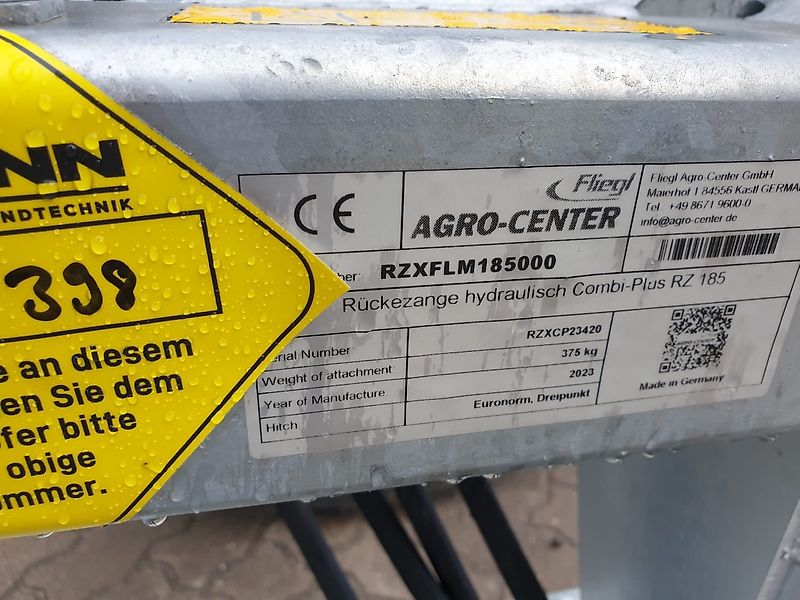 NN
NDTECHNIK
398
e an diesem
en Sie dem
fer bitte
obige
ummer.
CE
Fliegl
AGRO-CENTER
Fliegl Agro-Center GmbH
Maierhof 1 84556 Kastl GERMA
Tel. +49 8671 9600-0
info@agro-center.de
ber: RZXFLM185000
Rückezange hydraulisch Combi-Plus RZ 185
erial Number RZXCP23420
Weight of attachment 375 kg
Year of Manufacture 2023
Hitch Euronorm. Dreipunkt
Made in Germany